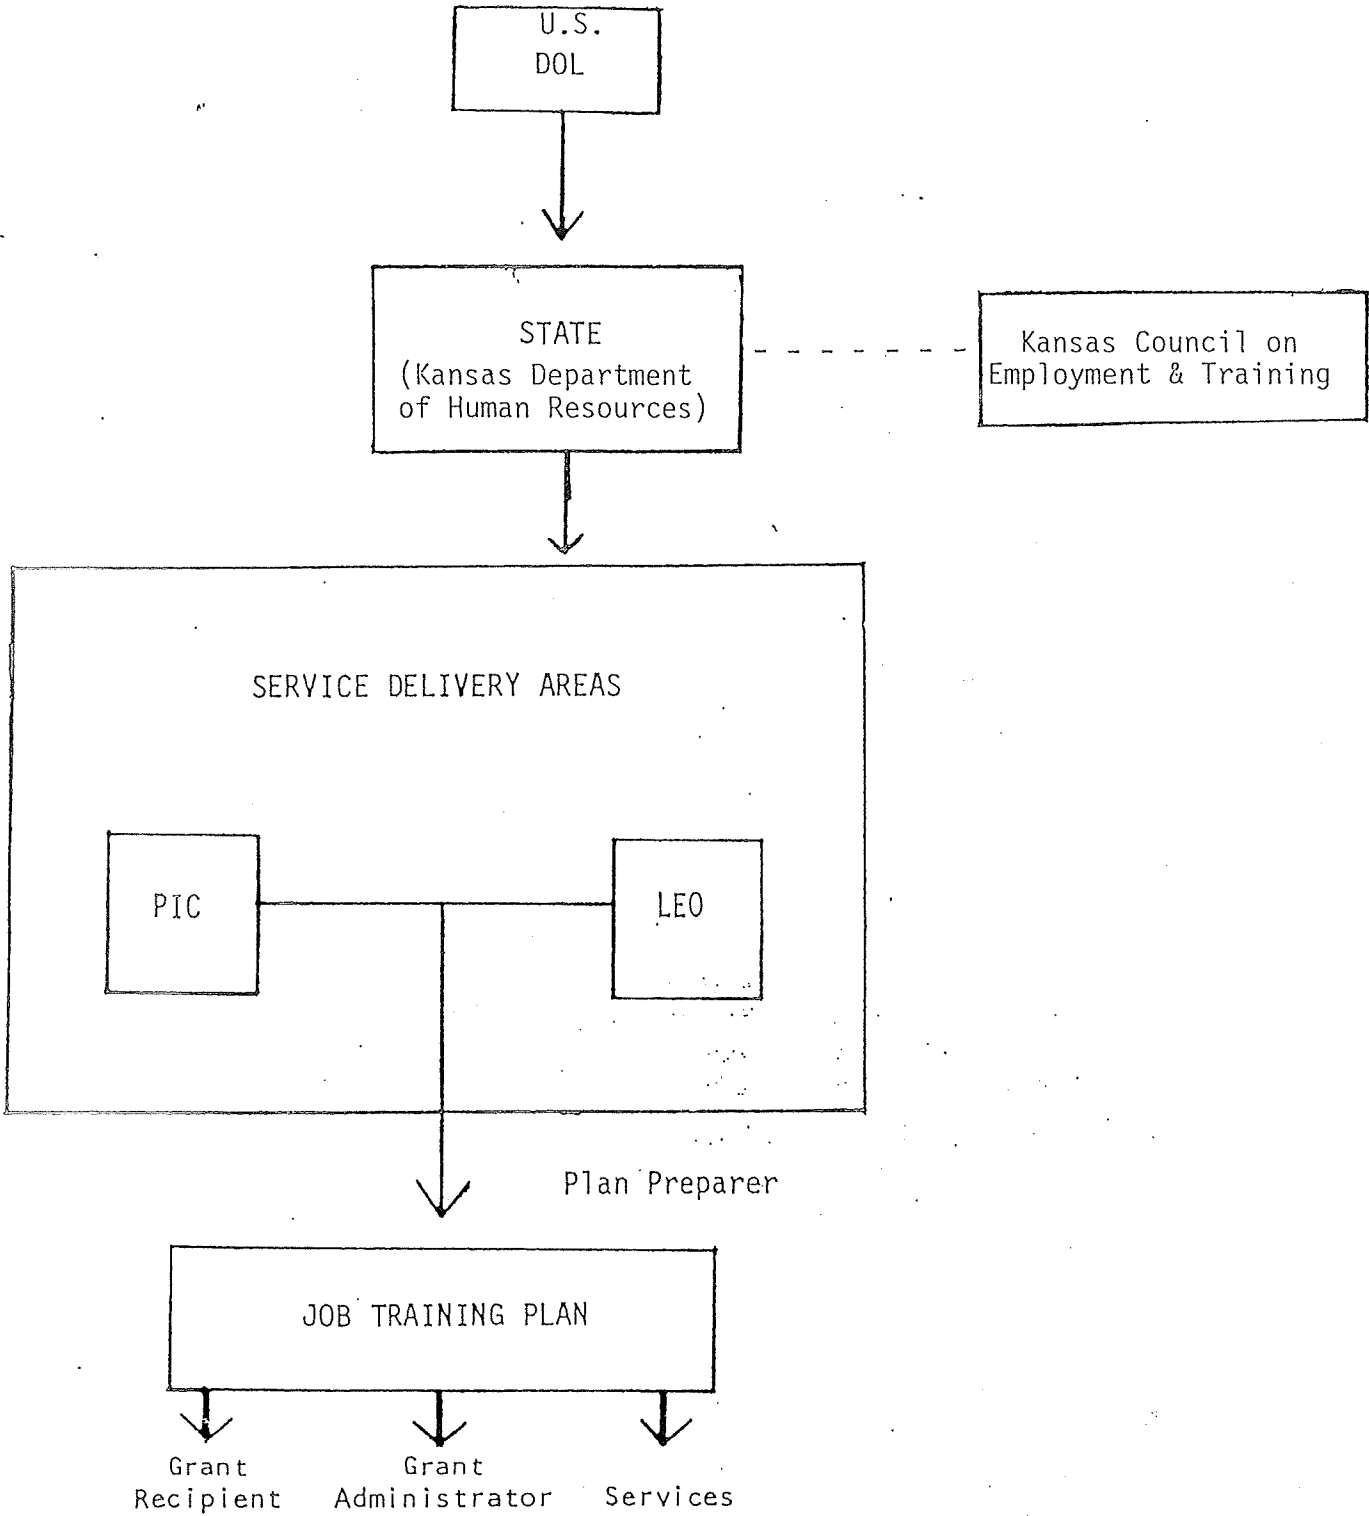 U.S.
DOL
STATE
(Kansas Department
of Human Resources)
Kansas Council on
Employment & Training
SERVICE DELIVERY AREAS
PIC
LEO
Plan Preparer
JOB TRAINING PLAN
Grant
Recipient
Grant
Administrator
Services